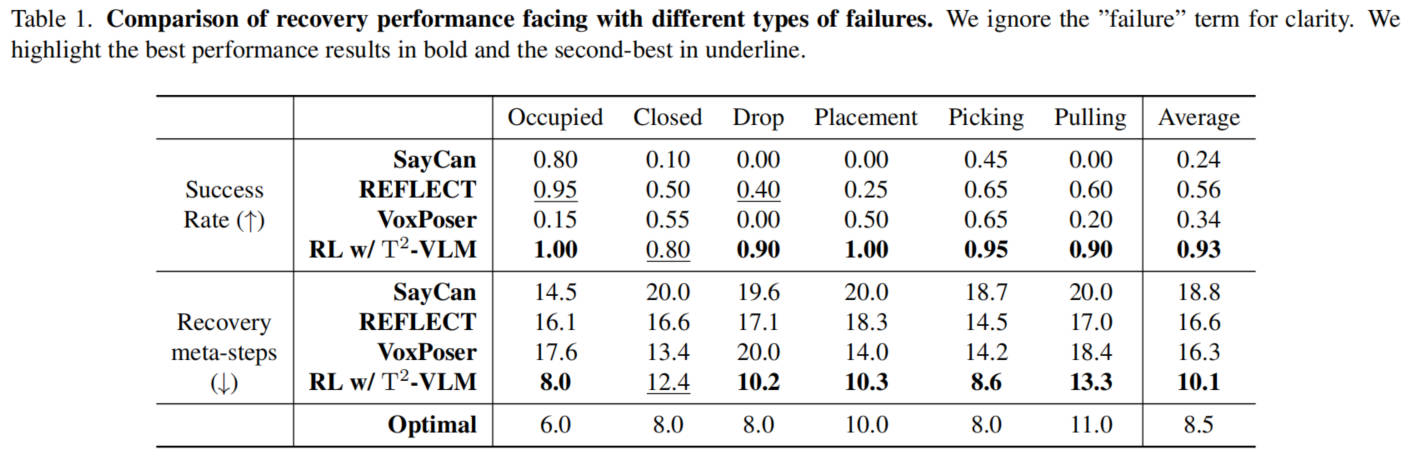 Table 1. Comparison of recovery performance facing with different types of failures. We ignore the ”failure” term for clarity. We
highlight the best performance results in bold and the second-best in underline.
Occupied Closed Drop Placement Picking Pulling Average
SayCan 0.80 0.10 0.00 0.00 0.45 0.00 0.24
Success REFLECT 0.95 0.50 0.40 0.25 0.65 0.60 0.56
Rate (↑) VoxPoser 0.15 0.55 0.00 0.50 0.65 0.20 0.34
RL w/ T²-VLM 1.00 0.80 0.90 1.00 0.95 0.90 0.93
SayCan 14.5 20.0 19.6 20.0 18.7 20.0 18.8
Recovery REFLECT 16.1 16.6 17.1 18.3 14.5 17.0 16.6
meta-steps VoxPoser 17.6 13.4 20.0 14.0 14.2 18.4 16.3
(↓) RL w/ T²-VLM 8.0 12.4 10.2 10.3 8.6 13.3 10.1
Optimal 6.0 8.0 8.0 10.0 8.0 11.0 8.5